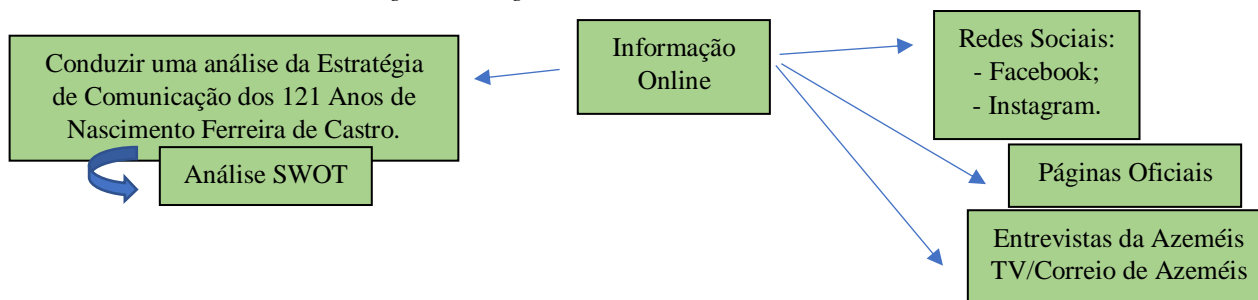 Conduzir uma análise da Estratégia
de Comunicação dos 121 Anos de
Nascimento Ferreira de Castro.
Análise SWOT
Informação
Online
Redes Sociais:
- Facebook;
- Instagram.
Páginas Oficiais
Entrevistas da Azeméis
TV/Correio de Azeméis